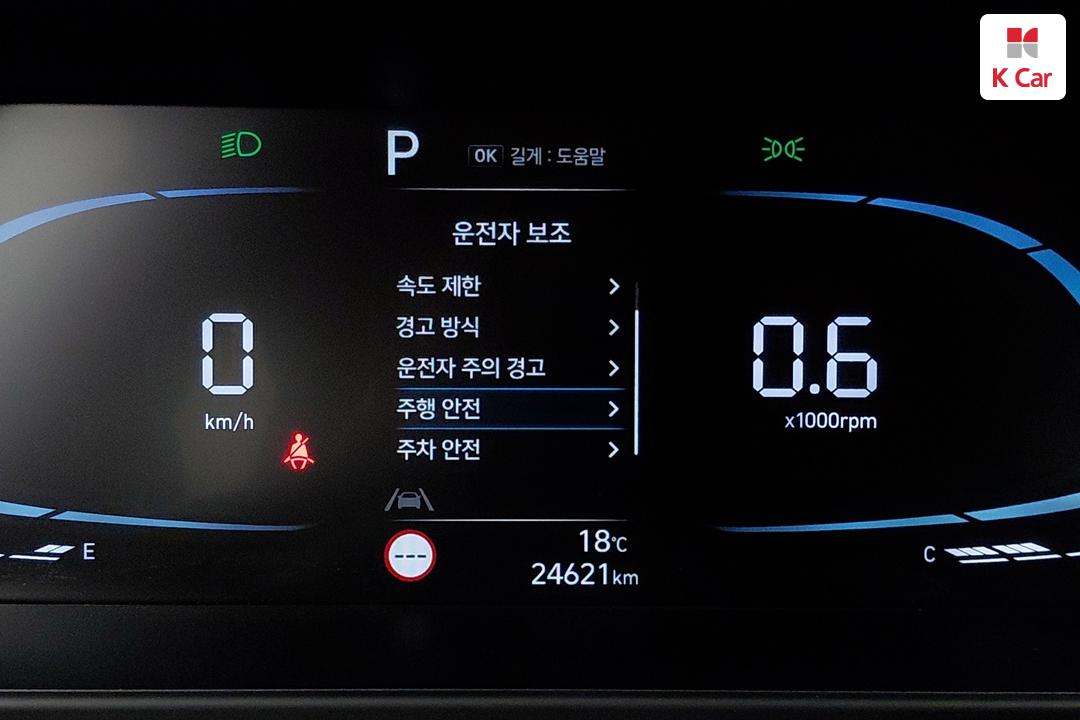 K Car
P
OK 길게 : 도움말
운전자 보조
속도 제한
경고 방식
운전자 주의 경고
주행 안전
주차 안전
0
km/h
0.6
x1000rpm
---
18°C
24621km
E
C